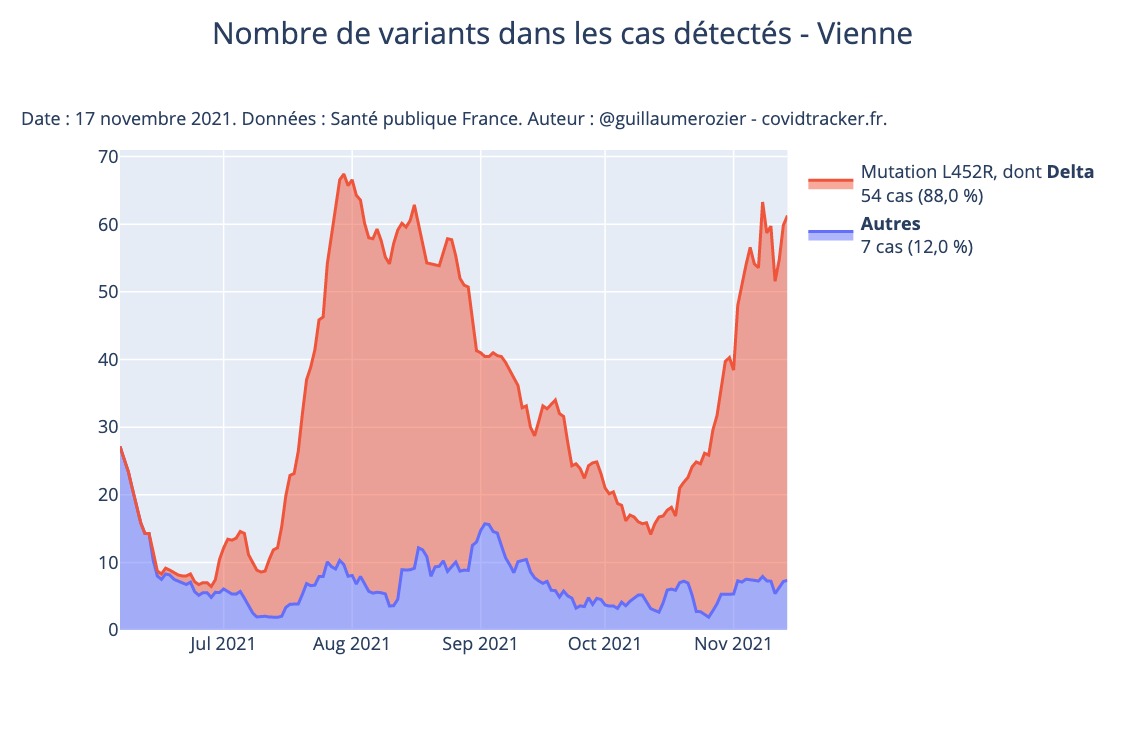 Nombre de variants dans les cas détectés - Vienne
Date : 17 novembre 2021. Données : Santé publique France. Auteur : @guillaumerozier - covidtracker.fr.
Mutation L452R, dont Delta
54 cas (88,0 %)
Autres
7 cas (12,0 %)
70
60
50
40
30
20
10
0
Jul 2021 Aug 2021 Sep 2021 Oct 2021 Nov 2021